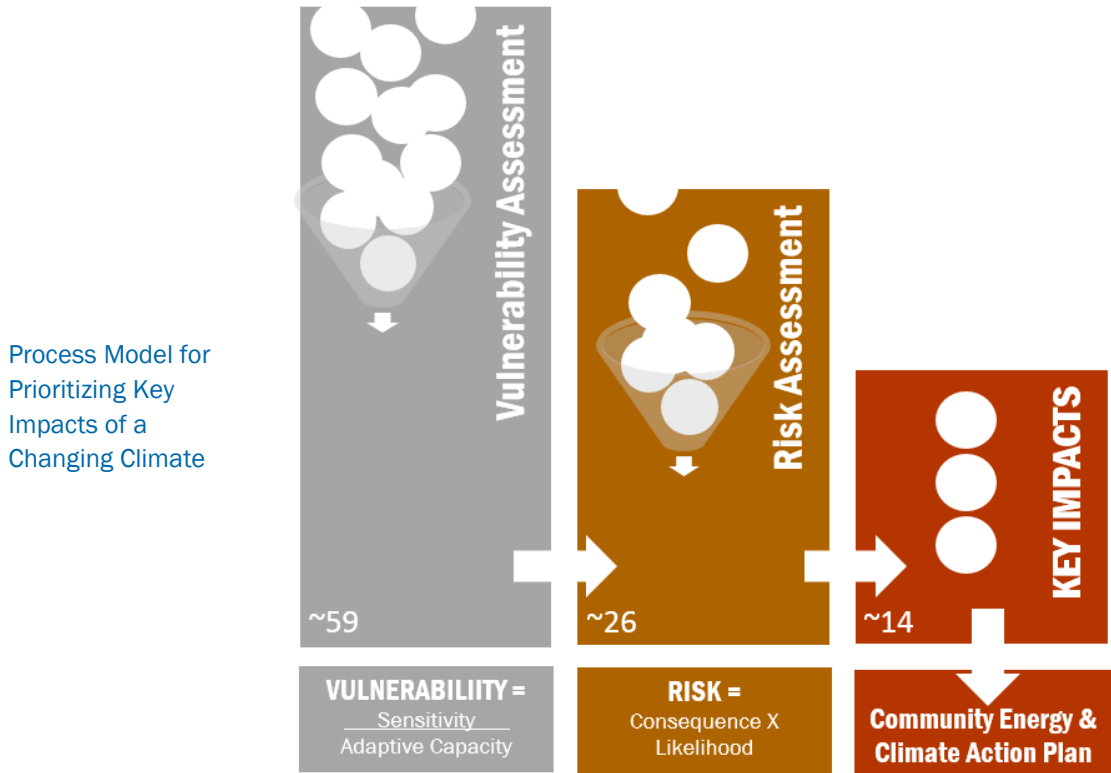 Process Model for
Prioritizing Key
Impacts of a
Changing Climate
Vulnerability Assessment
~59
VULNERABILIITY =
Sensitivity
Adaptive Capacity
Risk Assessment
~26
RISK =
Consequence X
Likelihood
KEY IMPACTS
~14
Community Energy &
Climate Action Plan